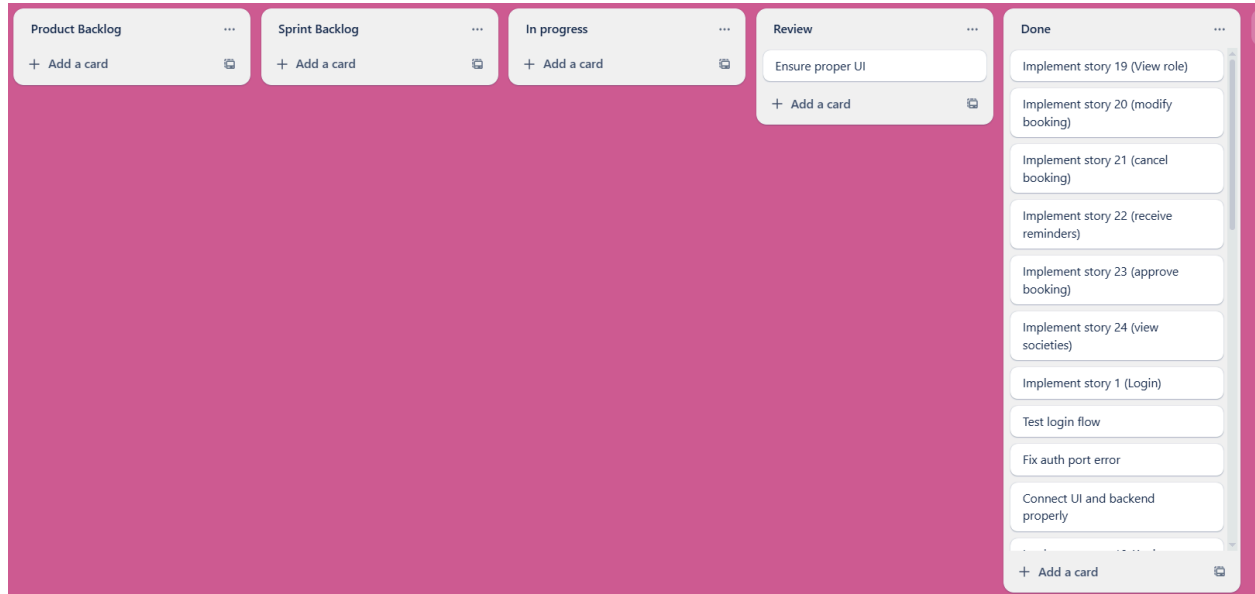 Product Backlog
Add a card
Sprint Backlog
Add a card
In progress
Add a card
Review
Ensure proper UI
Add a card
Done
Implement story 19 (View role)
Implement story 20 (modify
booking)
Implement story 21 (cancel
booking)
Implement story 22 (receive
reminders)
Implement story 23 (approve
booking)
Implement story 24 (view
societies)
Implement story 1 (Login)
Test login flow
Fix auth port error
Connect UI and backend
properly
Add a card